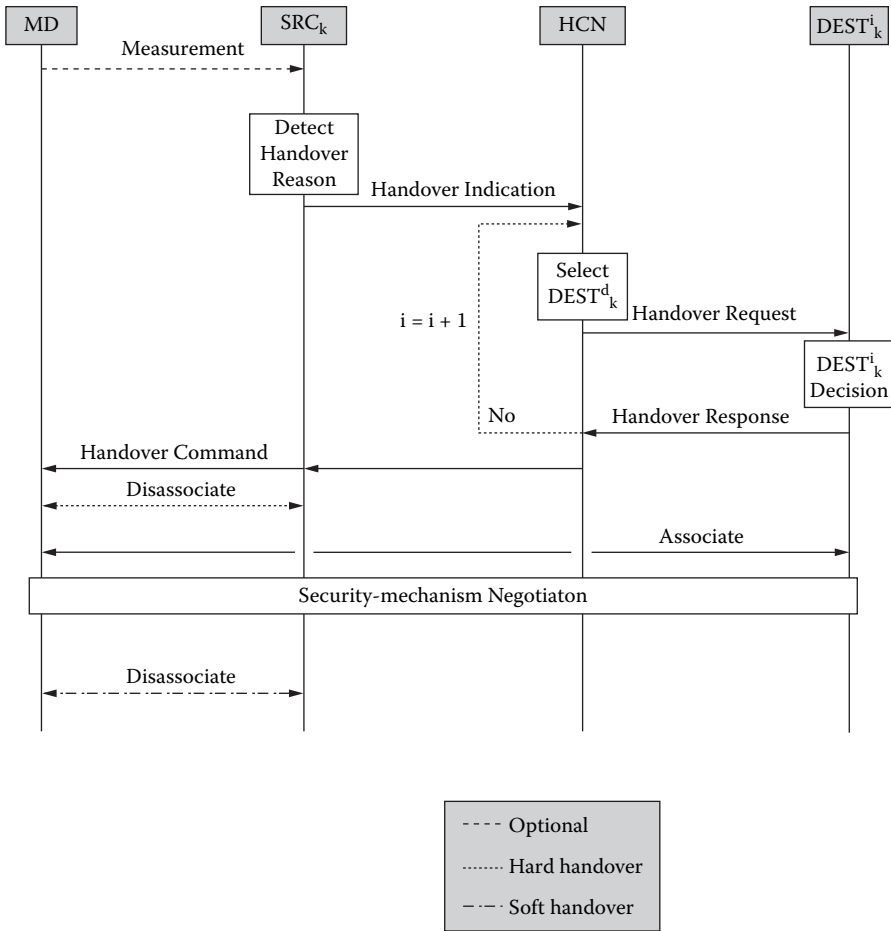 MD
SRCk
HCN
DESTik
Measurement
Detect
Handover
Reason
Handover Indication
Select
DESTdk
i = i + 1
Handover Request
DESTik
Decision
No
Handover Response
Handover Command
Disassociate
Associate
Security-mechanism Negotiaton
Disassociate
Optional
Hard handover
Soft handover